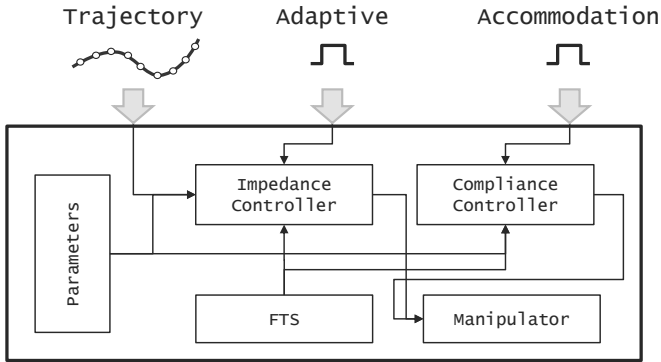 Trajectory
Adaptive
Accommodation
Impedance
Controller
Compliance
Controller
Parameters
FTS
Manipulator